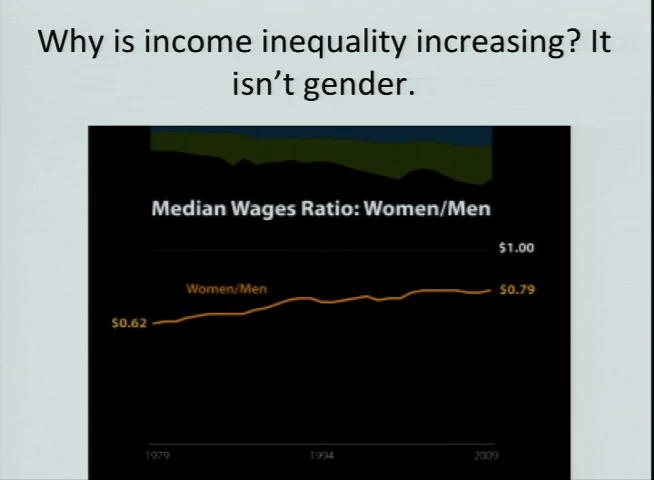 Why is income inequality increasing? It
isn't gender.
Median Wages Ratio: Women/Men
$1.00
Women/Men
$0.79
$0.62
1979
1994
2009